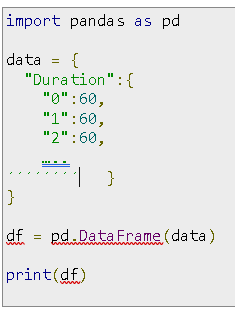 import pandas as pd
data = {
"Duration":{
"0":60,
"1":60,
"2":60,
....
}
}
df = pd.DataFrame(data)
print(df)